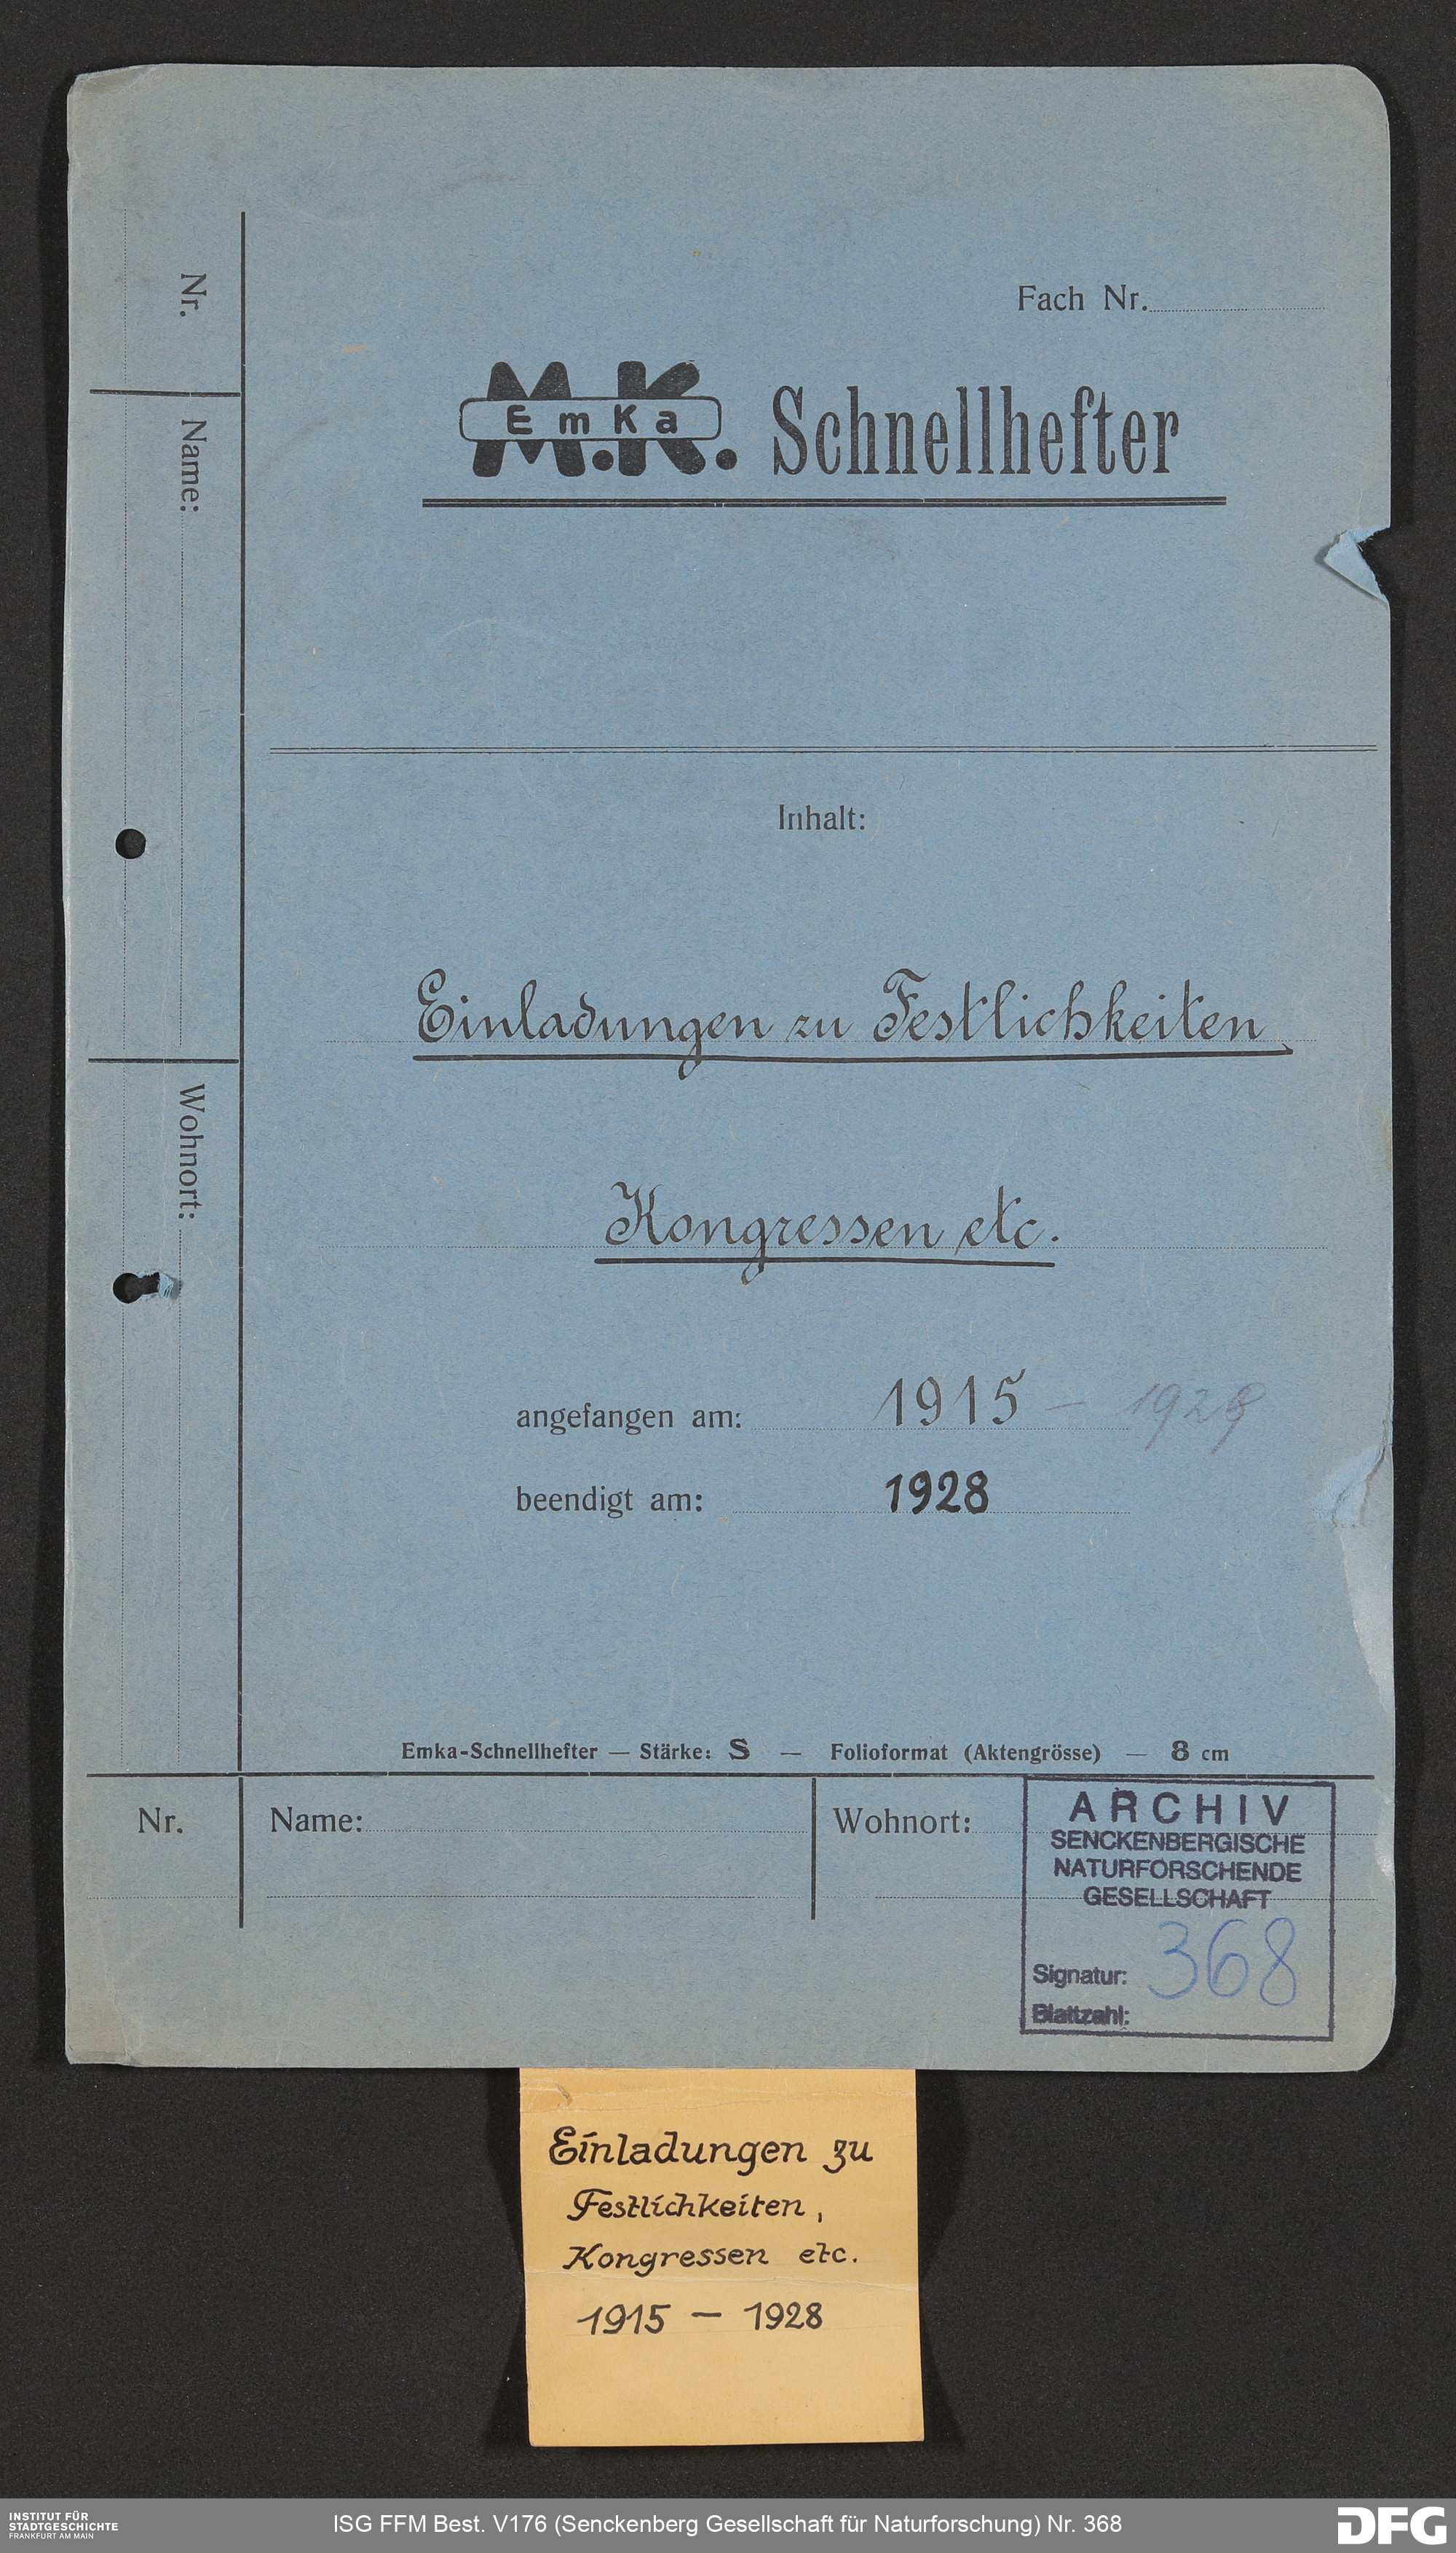 Fach Nr.
Nr.
Name:
Wohnort:
M.K.
EmKa
Schnellhefter
Inhalt:
Einladungen zu Festlichkeiten
Kongressen etc.
angefangen am: 1915 –
beendigt am: 1928
Emka-Schnellhefter — Stärke: S — Folioformat (Aktengrösse) — 8 cm
Nr. Name: Wohnort:
ARCHIV
SENCKENBERGISCHE
NATURFORSCHENDE
GESELLSCHAFT
Signatur: 368
Blattzahl:
Einladungen zu
Festlichkeiten,
Kongressen etc.
1915 – 1928
INSTITUT FÜR
STADTGESCHICHTE
FRANKFURT AM MAIN
ISG FFM Best. V176 (Senckenberg Gesellschaft für Naturforschung) Nr. 368
DFG